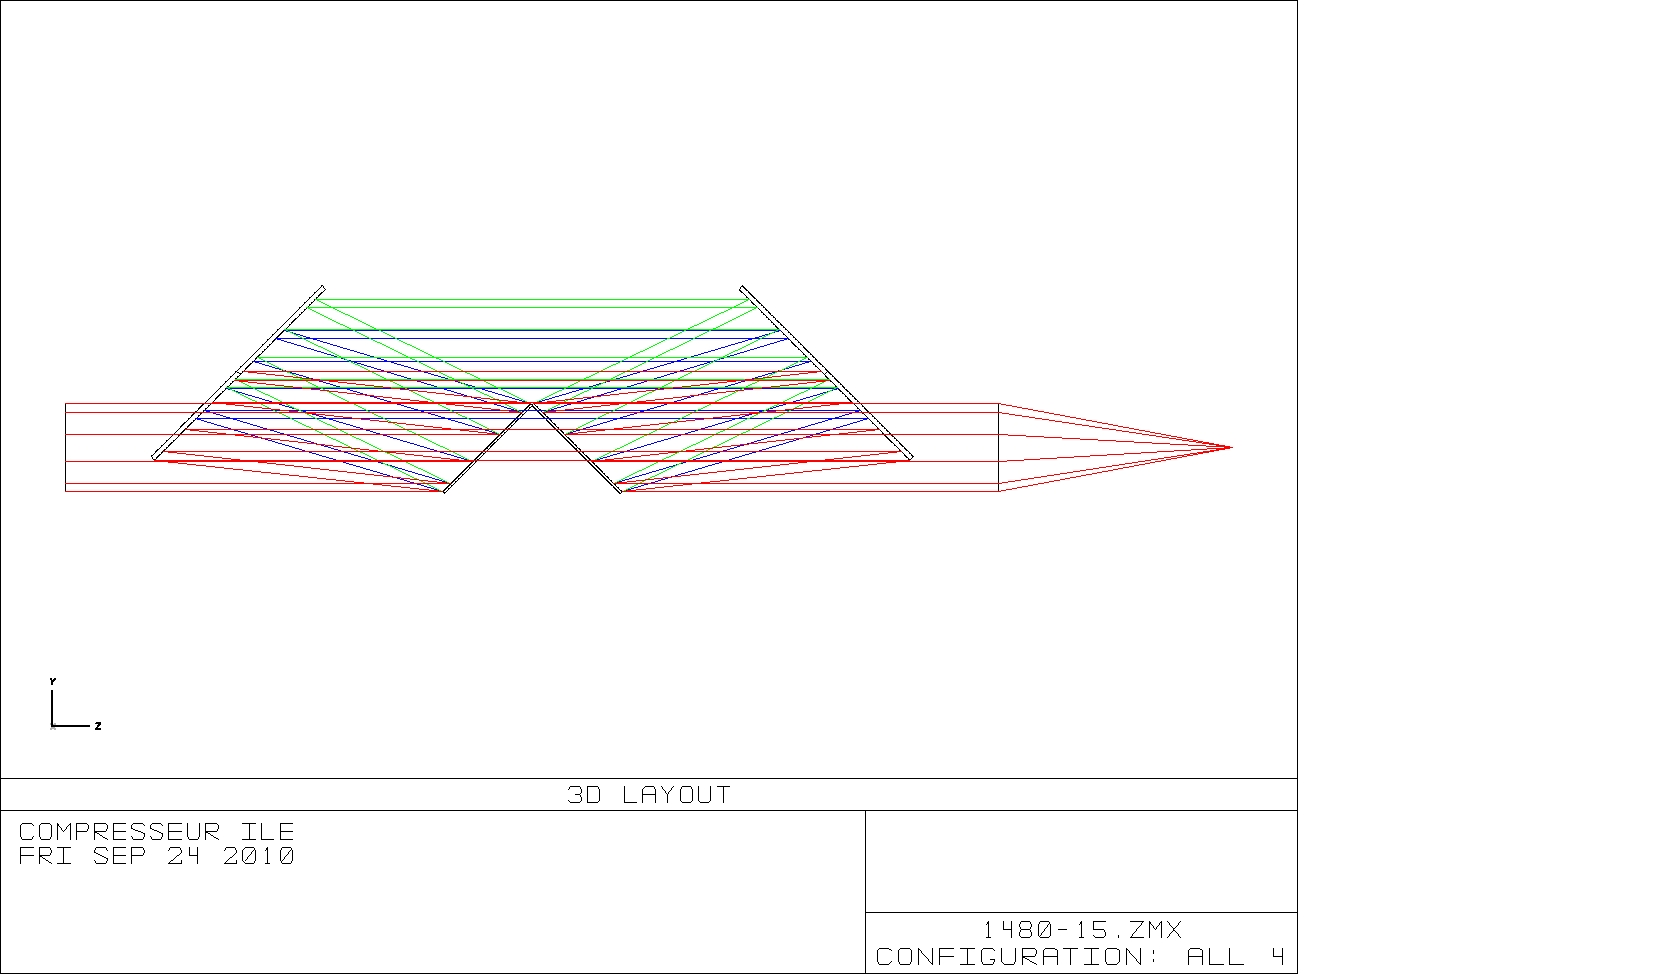 Y
Z
3D LAYOUT
COMPRESSEUR ILE
FRI SEP 24 2010
1480-15.ZMX
CONFIGURATION: ALL 4